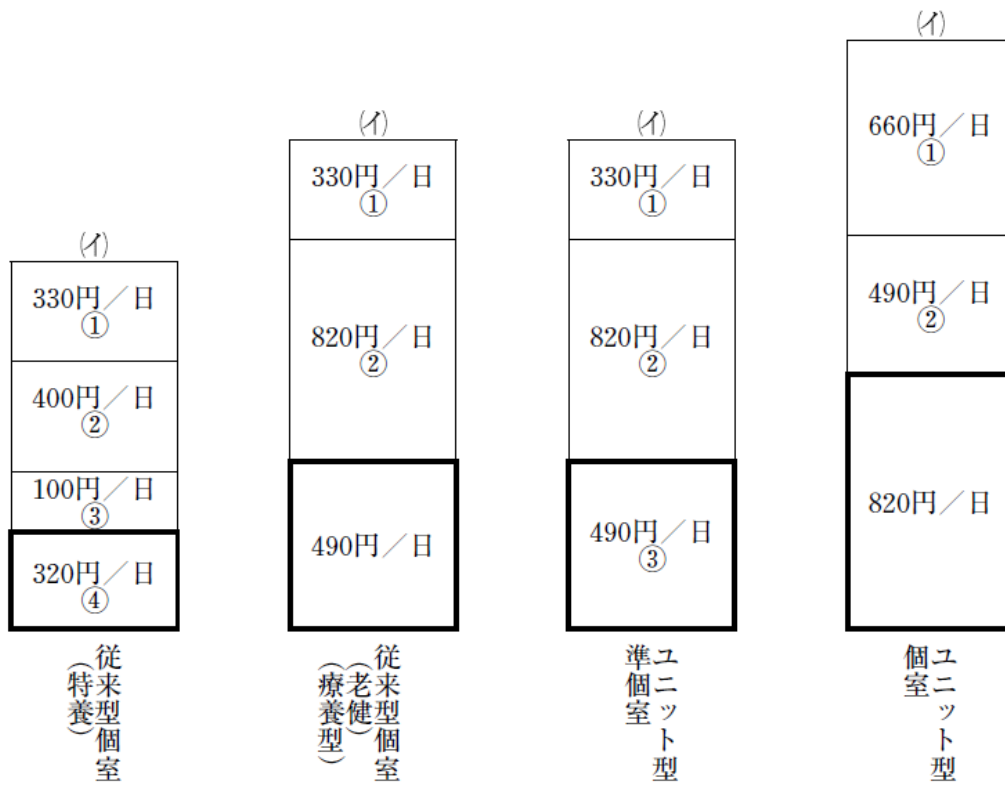 (イ)
330円／日
①
400円／日
②
100円／日
③
320円／日
④
従来型個室
(特養)
(イ)
330円／日
①
820円／日
②
490円／日
従来型個室
(老健)
(療養型)
(イ)
330円／日
①
820円／日
②
490円／日
③
ユニット型
準個室
(イ)
660円／日
①
490円／日
②
820円／日
ユニット型
個室